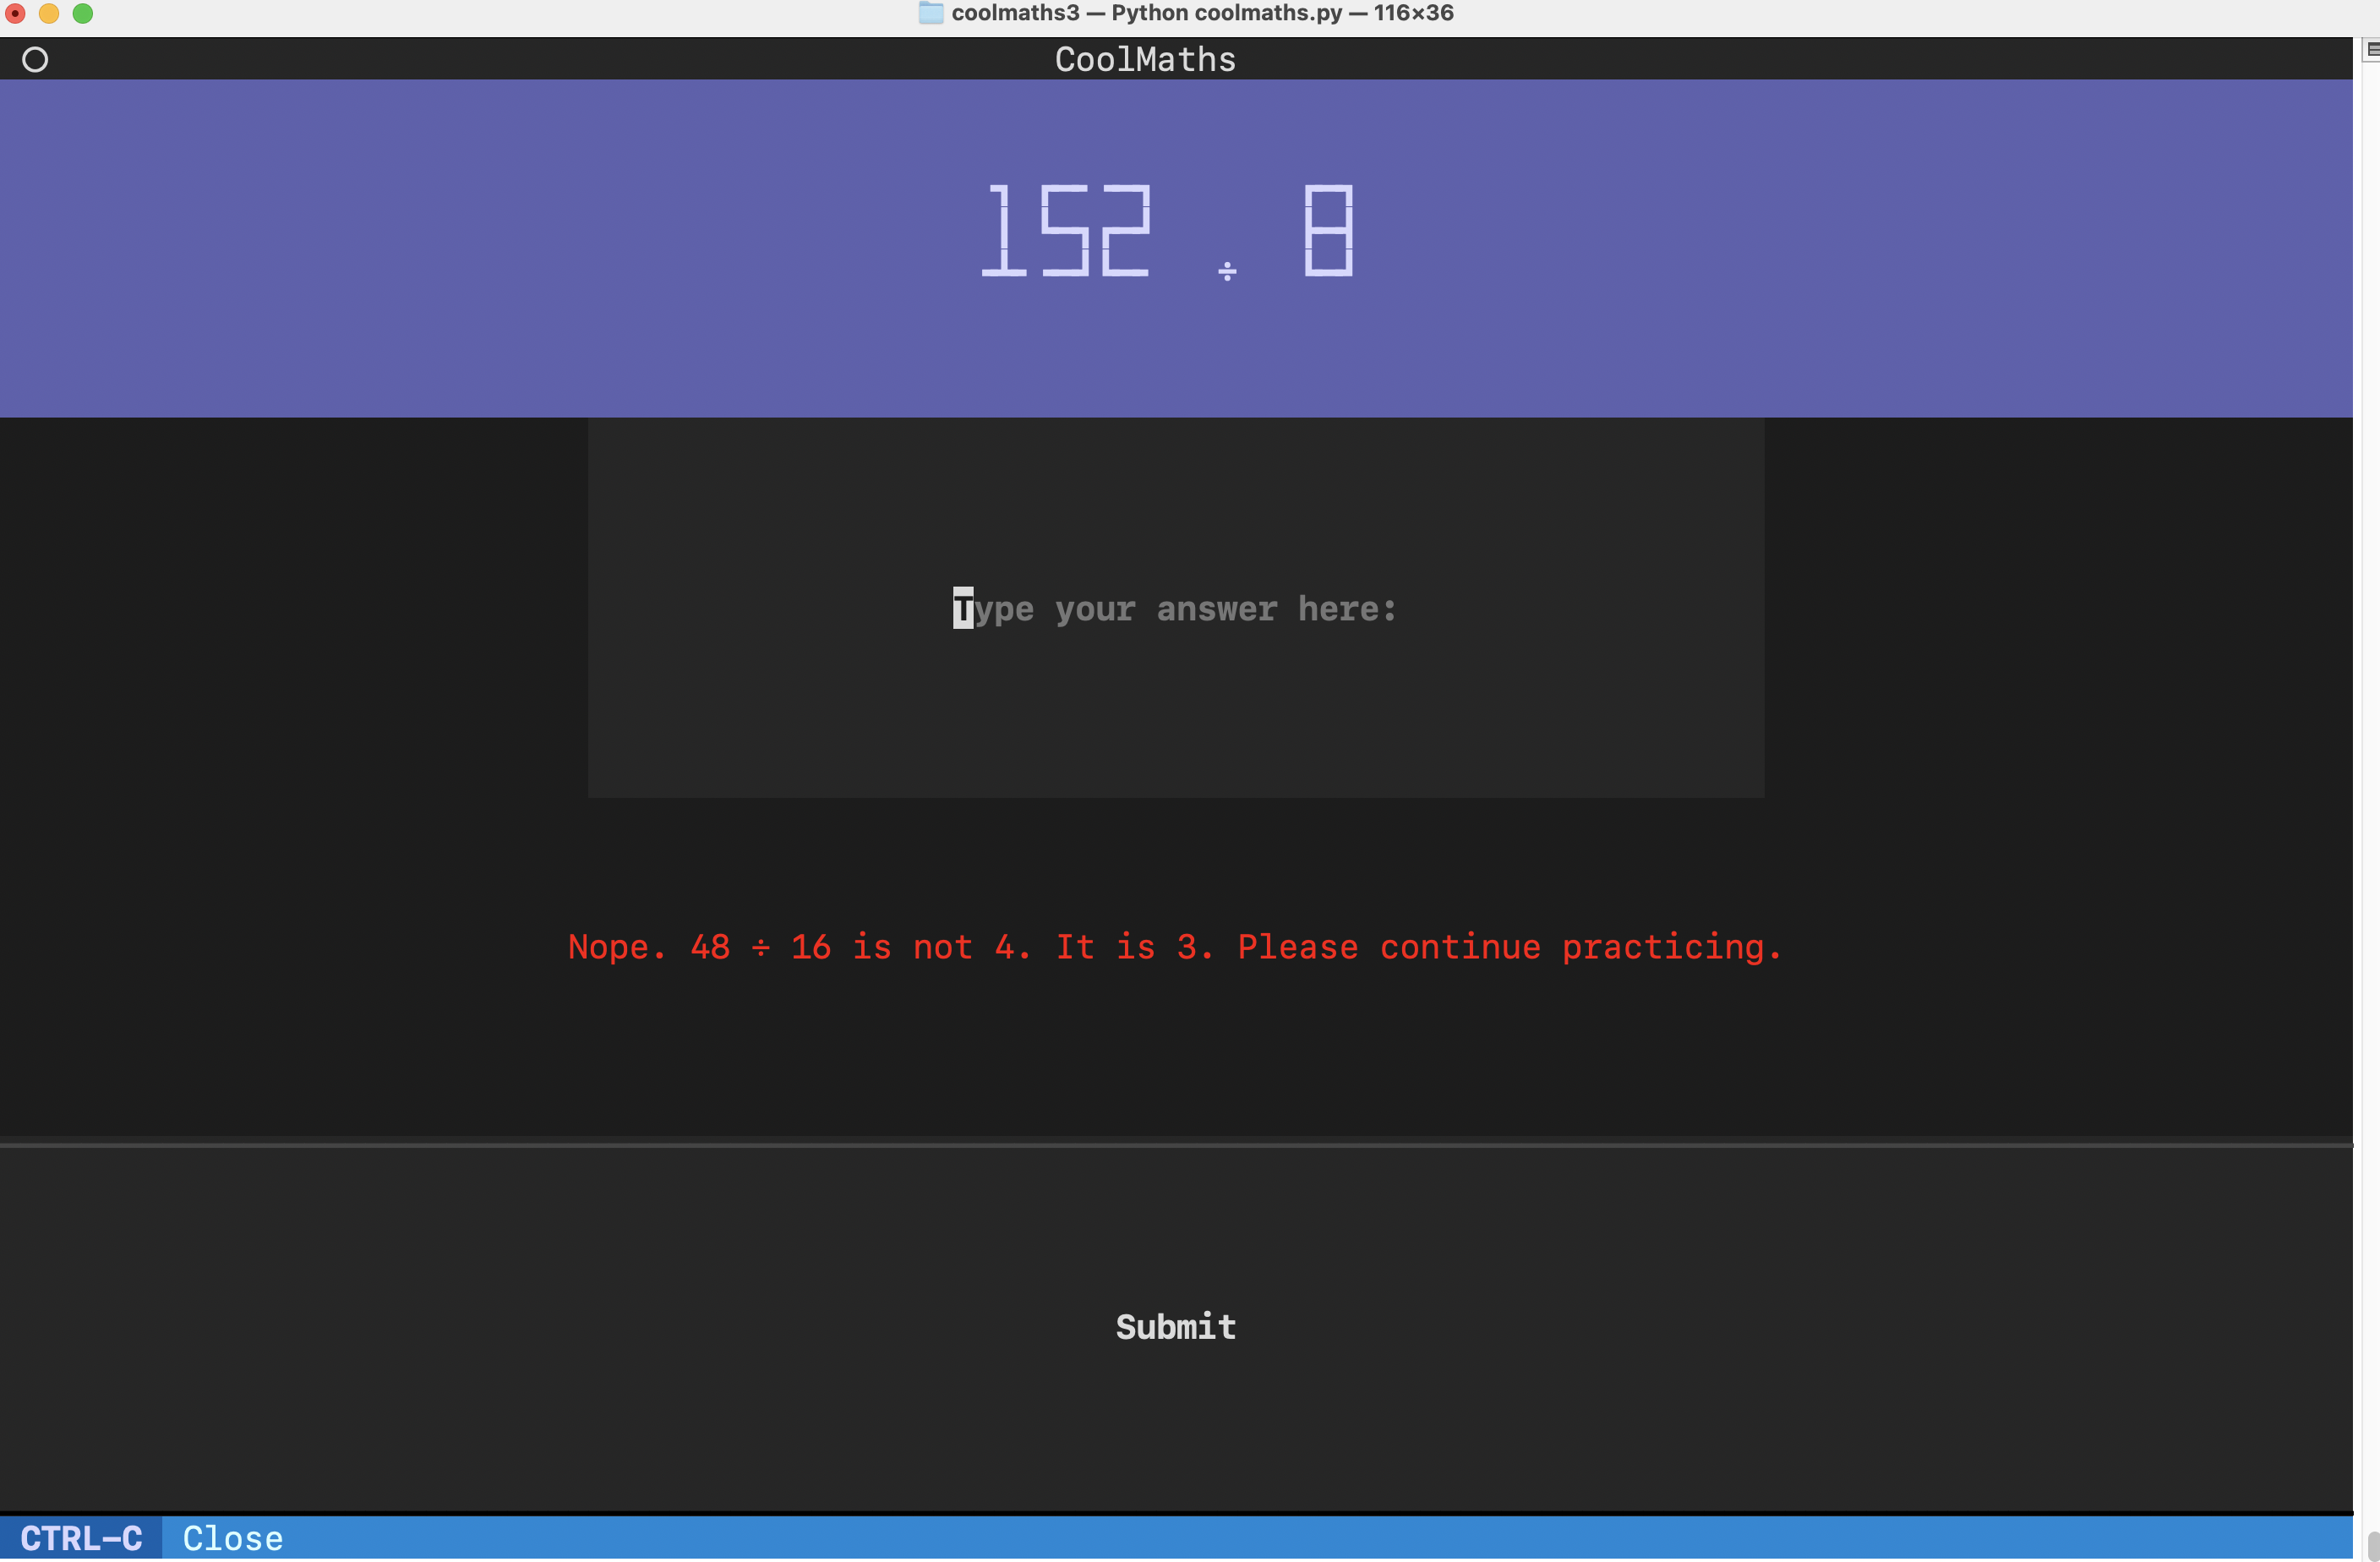 coolmaths3 — Python coolmaths.py — 116×36
CoolMaths
152 ÷ 8
Type your answer here:
Nope. 48 ÷ 16 is not 4. It is 3. Please continue practicing.
Submit
CTRL-C Close